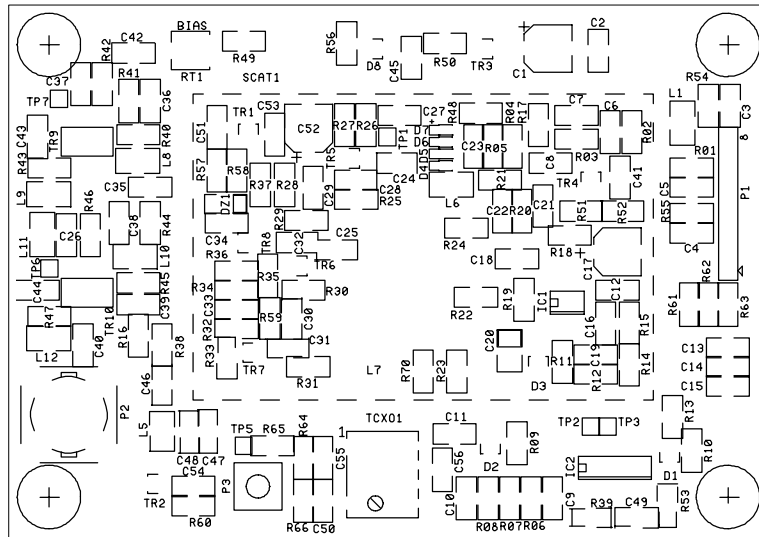 BIAS
C42
R42
RT1
R49
SCAT1
R56
D8
C45
R50
TR3
C1
C2
C37
R41
TP7
C36
C43
TR9
R40
R43
L8
L9
C35
R46
L11
C26
C38
R44
L10
TP6
C44
R45
TR10
C39
R47
R16
L12
C40
R38
C46
P2
L5
C48
C47
TR1
C51
C53
C52
R27
R26
TP1
C27
TR5
D7
D6
D5
D4
R48
R04
R17
C7
C6
R02
R03
C23
R05
C8
R57
R58
R37
R28
C29
C28
R25
C24
R21
L6
TR4
C41
DZ1
C34
R29
C32
C25
TR8
TR6
R36
R35
R34
R30
C22
R20
C21
R51
R52
R24
R18
C17
C18
C33
R32
R59
C30
R33
TR7
C31
R31
R22
R19
IC1
C12
C16
R15
L7
R70
R23
C20
D3
R11
C19
R12
R14
R54
L1
C3
8
R01
C5
R55
P1
C4
R62
R61
R63
C13
C14
C15
TP5
R65
R64
TCXO1
1
C55
C54
TR2
R60
P3
R66
C50
C11
C56
D2
R09
C10
R08
R07
R06
C9
R39
C49
TP2
TP3
IC2
R13
R10
D1
R53